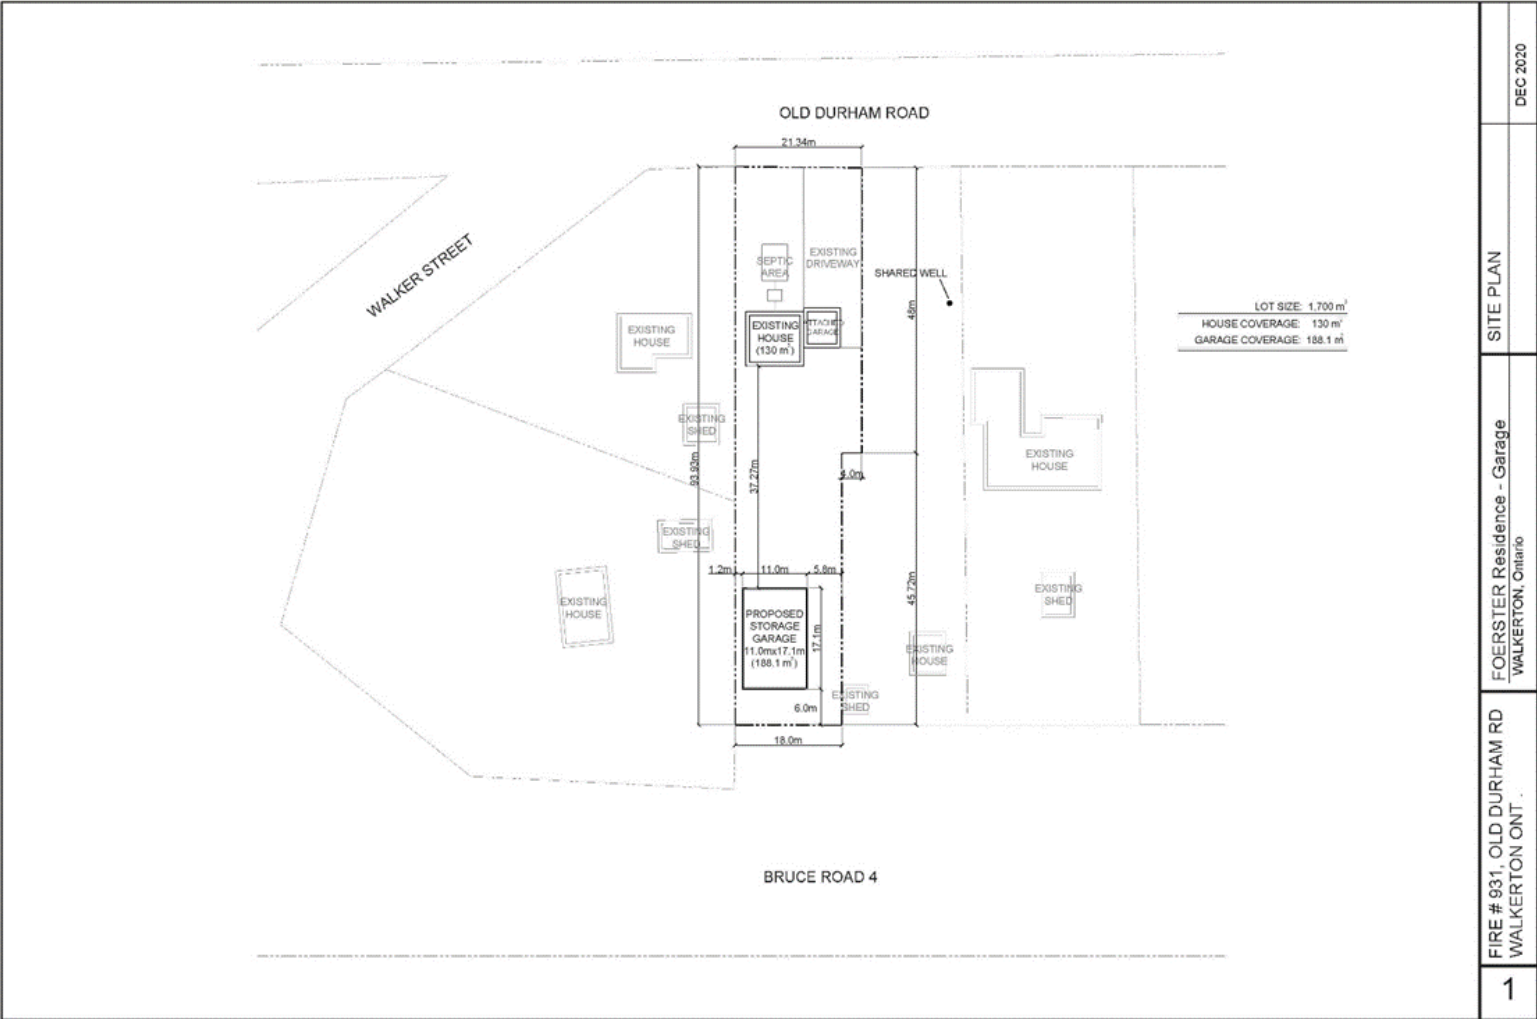 OLD DURHAM ROAD
21.34m
WALKER STREET
SEPTIC
AREA
EXISTING
DRIVEWAY
SHARED WELL
48m
LOT SIZE: 1,700 m²
HOUSE COVERAGE: 130 m²
GARAGE COVERAGE: 188.1 m²
EXISTING
HOUSE
EXISTING
HOUSE
(130 m²)
ATTACHED
GARAGE
EXISTING
SHED
93.93m
37.27m
4.0m
EXISTING
HOUSE
EXISTING
SHED
1.2m
11.0m
5.8m
45.72m
EXISTING
HOUSE
PROPOSED
STORAGE
GARAGE
11.0mx17.1m
(188.1 m²)
17.1m
EXISTING
SHED
EXISTING
HOUSE
6.0m
EXISTING
SHED
18.0m
BRUCE ROAD 4
DEC 2020
SITE PLAN
FOERSTER Residence - Garage
WALKERTON, Ontario
FIRE # 931, OLD DURHAM RD
WALKERTON ONT .
1